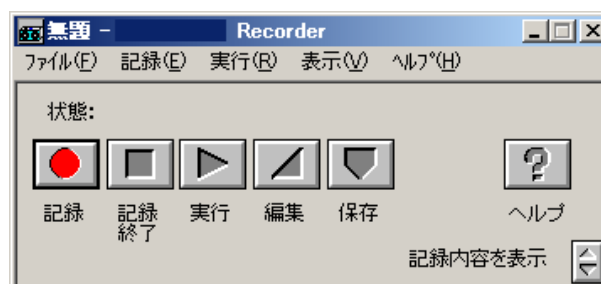 無題 - Recorder
ファイル(F) 記録(E) 実行(R) 表示(V) ヘルプ(H)
状態:
記録 記録終了 実行 編集 保存 ヘルプ
記録内容を表示